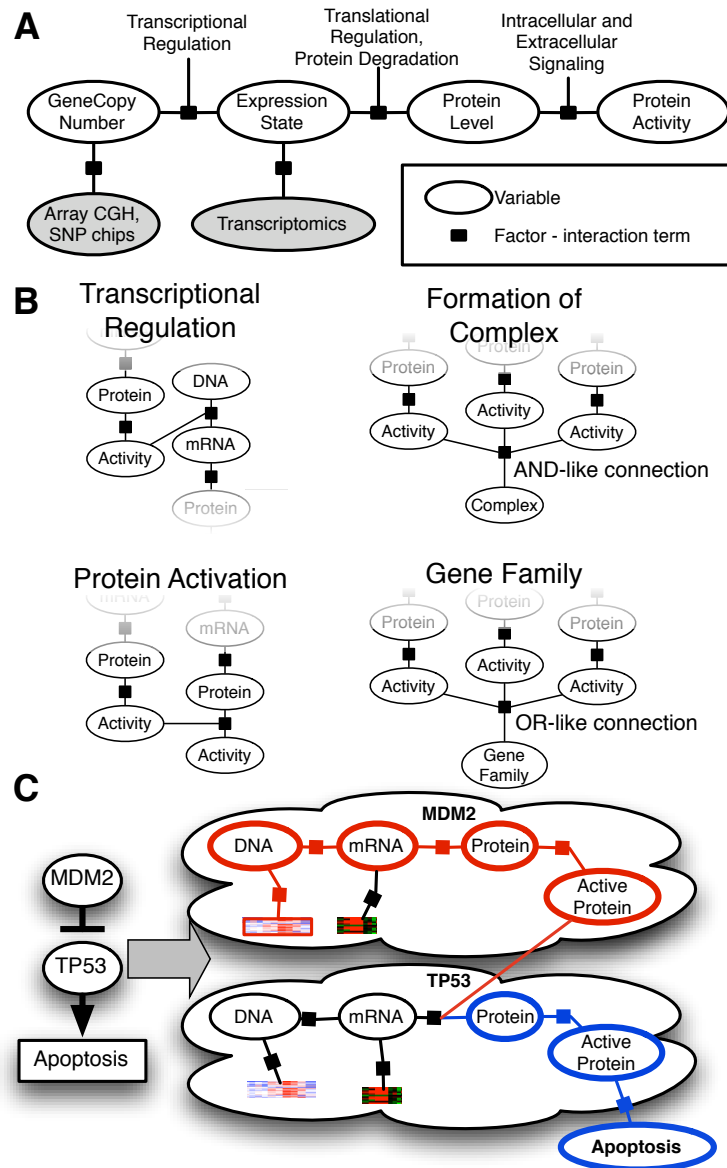 A
Transcriptional
Regulation
Translational
Regulation,
Protein Degradation
Intracellular and
Extracellular
Signaling
GeneCopy
Number
Expression
State
Protein
Level
Protein
Activity
Array CGH,
SNP chips
Transcriptomics
Variable
Factor - interaction term
B
Transcriptional
Regulation
Protein
Activity
DNA
mRNA
Protein
Formation of
Complex
Protein
Protein
Protein
Activity
Activity
Activity
AND-like connection
Complex
Protein Activation
mRNA
Protein
Activity
mRNA
Protein
Activity
Gene Family
Protein
Protein
Protein
Activity
Activity
Activity
OR-like connection
Gene
Family
C
MDM2
TP53
Apoptosis
MDM2
DNA
mRNA
Protein
Active
Protein
TP53
DNA
mRNA
Protein
Active
Protein
Apoptosis